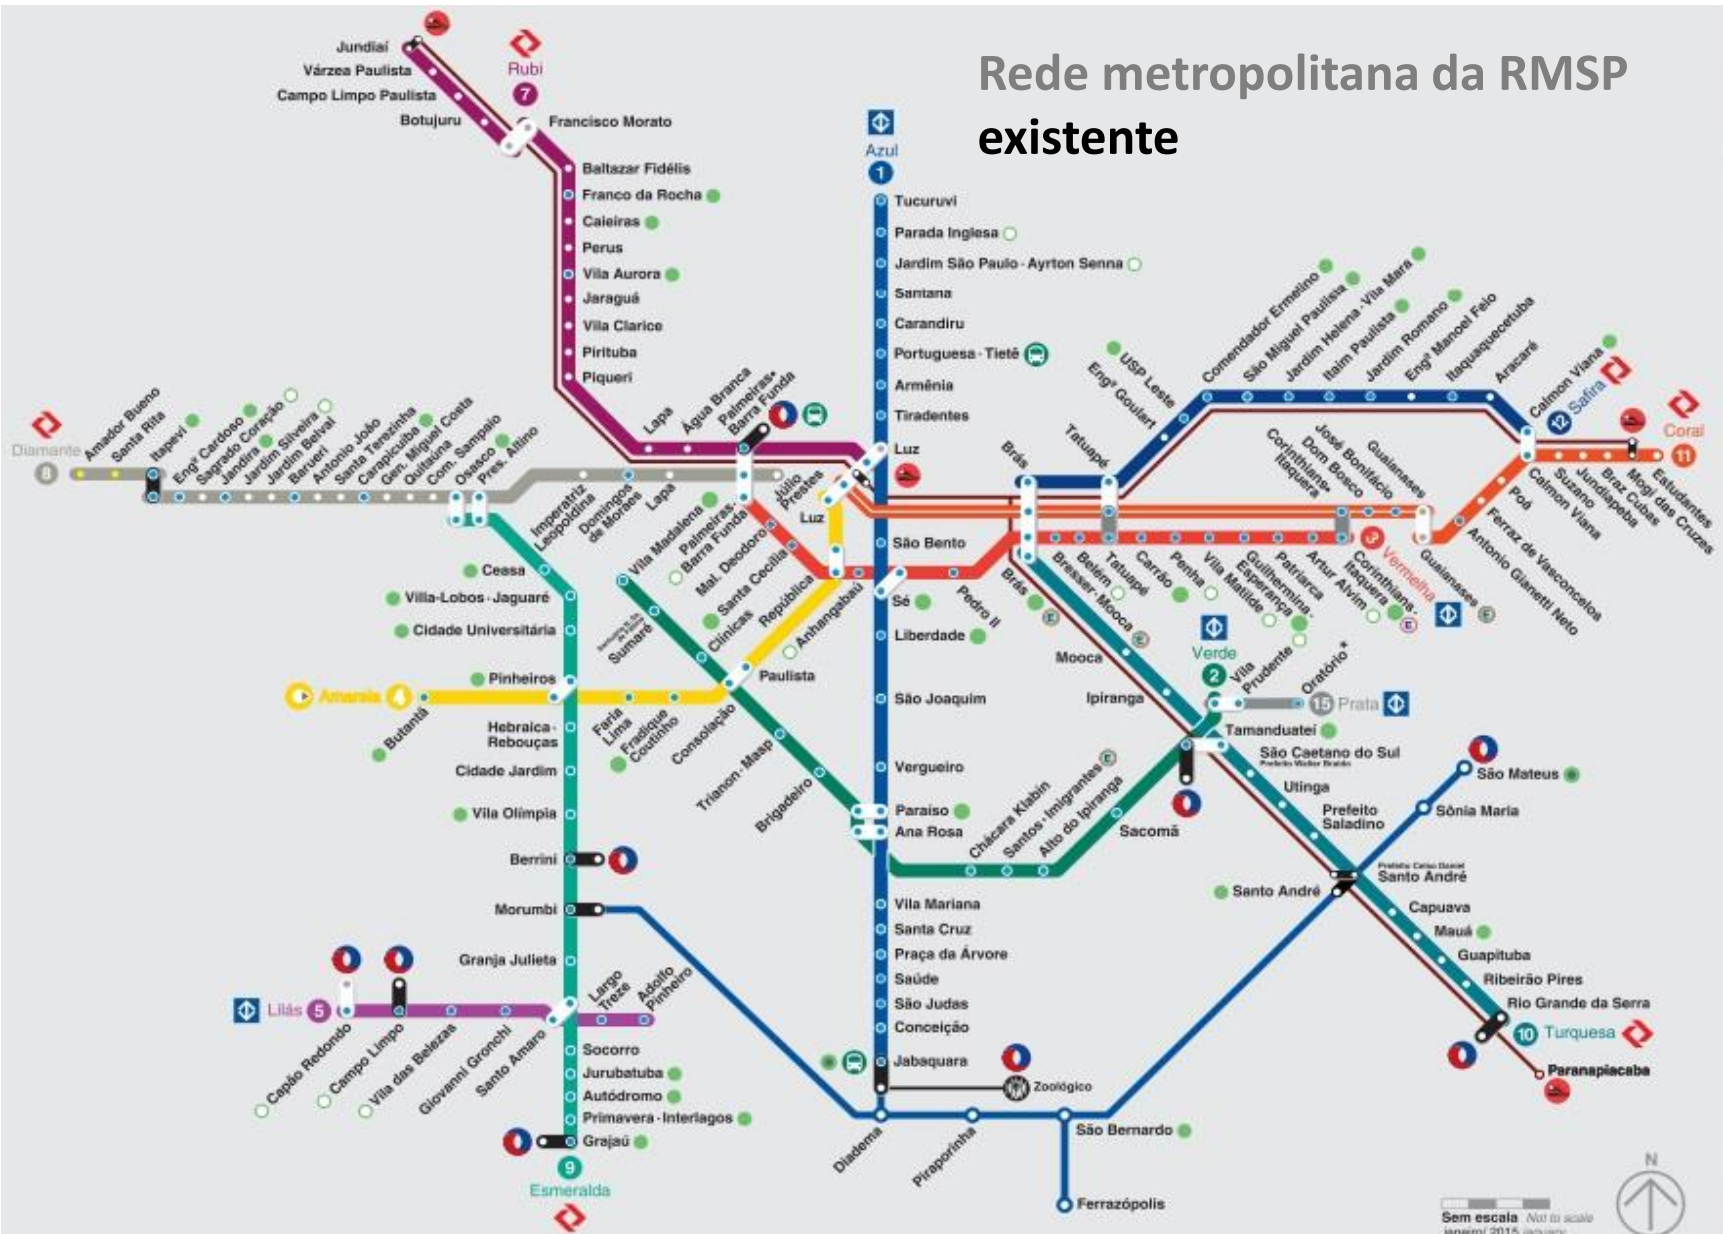 Rede metropolitana da RMSP
existente
Jundiaí
Várzea Paulista
Campo Limpo Paulista
Botujuru
Rubi
7
Francisco Morato
Baltazar Fidélis
Franco da Rocha
Caieiras
Perus
Vila Aurora
Jaraguá
Vila Clarice
Pirituba
Piqueri
Lapa
Água Branca
Palmeiras-
Barra Funda
Azul
1
Tucuruvi
Parada Inglesa
Jardim São Paulo - Ayrton Senna
Santana
Carandiru
Portuguesa - Tietê
Armênia
Tiradentes
Luz
São Bento
Sé
Liberdade
São Joaquim
Vergueiro
Paraíso
Ana Rosa
Vila Mariana
Santa Cruz
Praça da Árvore
Saúde
São Judas
Conceição
Jabaquara
Zoológico
Diamante
8
Amador Bueno
Santa Rita
Itapevi
Engº Cardoso
Sagrado Coração
Jandira
Jardim Silveira
Jardim Belval
Barueri
Antonio João
Santa Terezinha
Carapicuíba
Gen. Miguel Costa
Quitaúna
Com. Sampaio
Osasco
Pres. Altino
Imperatriz
Leopoldina
Domingos
de Moraes
Lapa
Júlio
Prestes
Luz
Ceasa
Villa-Lobos - Jaguaré
Cidade Universitária
Pinheiros
Hebraica -
Rebouças
Cidade Jardim
Vila Olímpia
Berrini
Morumbi
Granja Julieta
Santo Amaro
Socorro
Jurubatuba
Autódromo
Primavera - Interlagos
Grajaú
9
Esmeralda
Lilás 5
Capão Redondo
Campo Limpo
Vila das Belezas
Giovanni Gronchi
Largo
Treze
Adolfo
Pinheiro
Amarela 4
Butantã
Faria
Lima
Fradique
Coutinho
Paulista
República
Vila Madalena
Sumaré
Clínicas
Consolação
Trianon - Masp
Brigadeiro
Chácara Klabin
Santos - Imigrantes
Alto do Ipiranga
Sacomã
Tamanduateí
Vila
Prudente
Verde
2
Oratório*
15 Prata
Palmeiras-
Barra Funda
Mal. Deodoro
Santa Cecília
Anhangabaú
Pedro II
Brás
Bresser - Mooca
Belém
Tatuapé
Carrão
Penha
Vila Matilde
Guilhermina -
Esperança
Patriarca
Artur Alvim
Corinthians-
Itaquera
3
Vermelha
Brás
Tatuapé
Engº Goulart
USP Leste
Comendador Ermelino
São Miguel Paulista
Jardim Helena - Vila Mara
Itaim Paulista
Jardim Romano
Engº Manoel Feio
Itaquaquecetuba
Aracaré
Calmon Viana
12 Safira
Coral
11
Corinthians-
Itaquera
Dom Bosco
José Bonifácio
Guaianases
Guaianases
Antonio Gianetti Neto
Ferraz de Vasconcelos
Poá
Calmon Viana
Suzano
Jundiapeba
Braz Cubas
Mogi das Cruzes
Estudantes
Mooca
Ipiranga
São Caetano do Sul
Prefeito Walter Braido
Utinga
Prefeito
Saladino
Prefeito Celso Daniel
Santo André
Capuava
Mauá
Guapituba
Ribeirão Pires
Rio Grande da Serra
10 Turquesa
Paranapiacaba
São Mateus
Sônia Maria
Santo André
Diadema
Piraporinha
São Bernardo
Ferrazópolis
N
Sem escala Not to scale
janeiro/ 2015 january